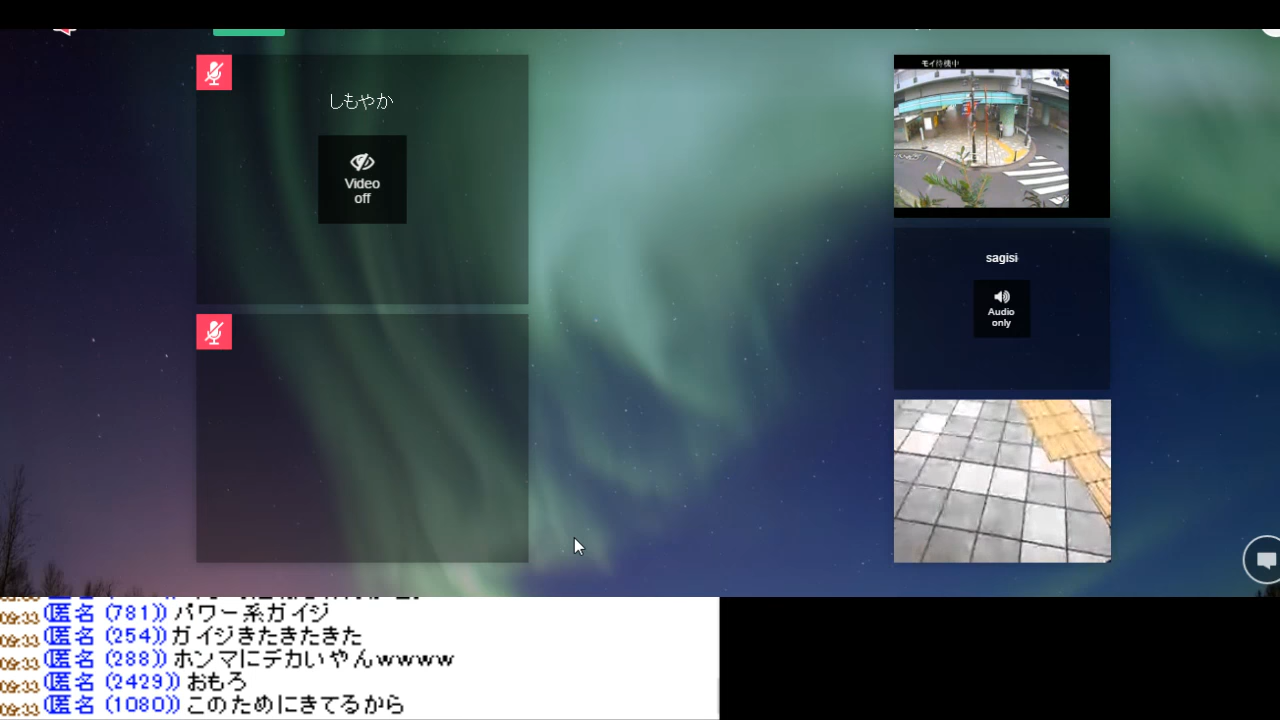 しもやか
Video
off
モイ待機中
sagisi
Audio
only
09:33 (匿名 (781)) パワー系ガイジ
09:33 (匿名 (254)) ガイジきたきたきた
09:33 (匿名 (288)) ホンマにデカいやんwwww
09:33 (匿名 (2429)) おもろ
09:33 (匿名 (1080)) このためにきてるから